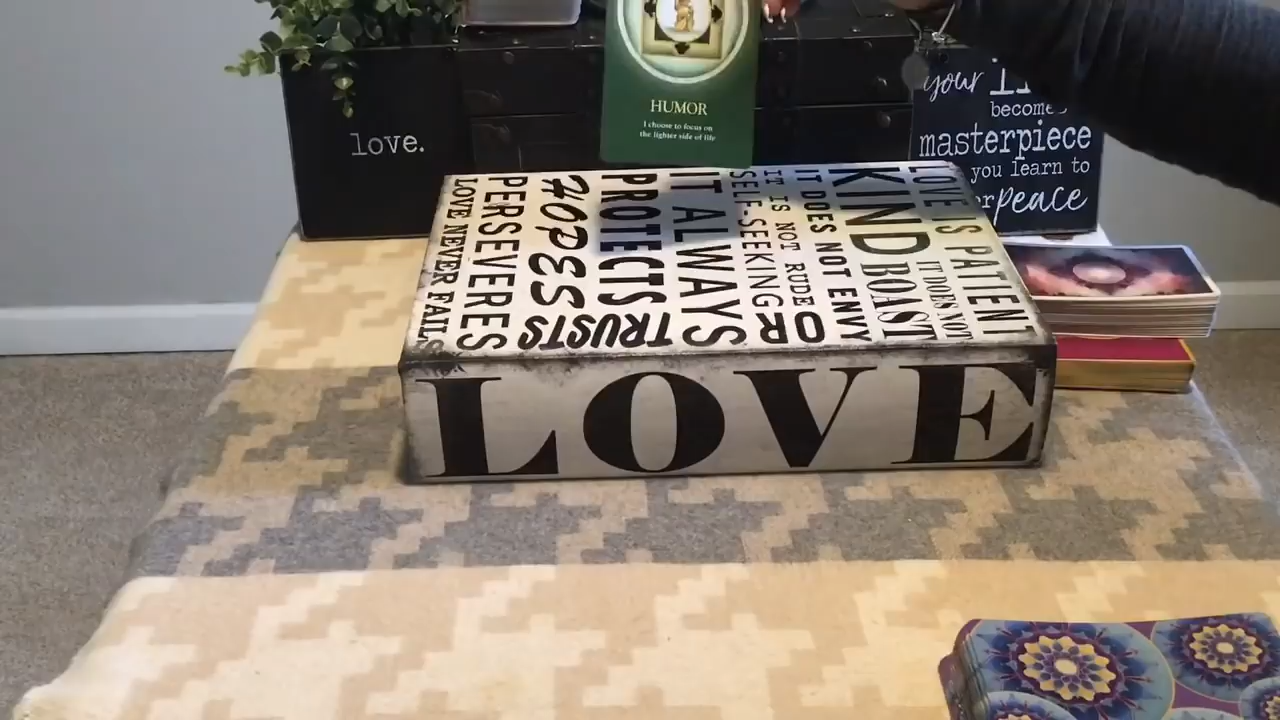 HUMOR
I choose to focus on
the lighter side of life
love.
your
becomes
masterpiece
you learn to
peace
LOVE IS PATIENT
IT DOES NOT
KIND BOAST
IT DOES NOT ENVY
OR
IT IS NOT RUDE
SELF-SEEKING
IT ALWAYS
PROTECTS TRUSTS
HOPES
PERSEVERES
LOVE NEVER FAILS
LOVE